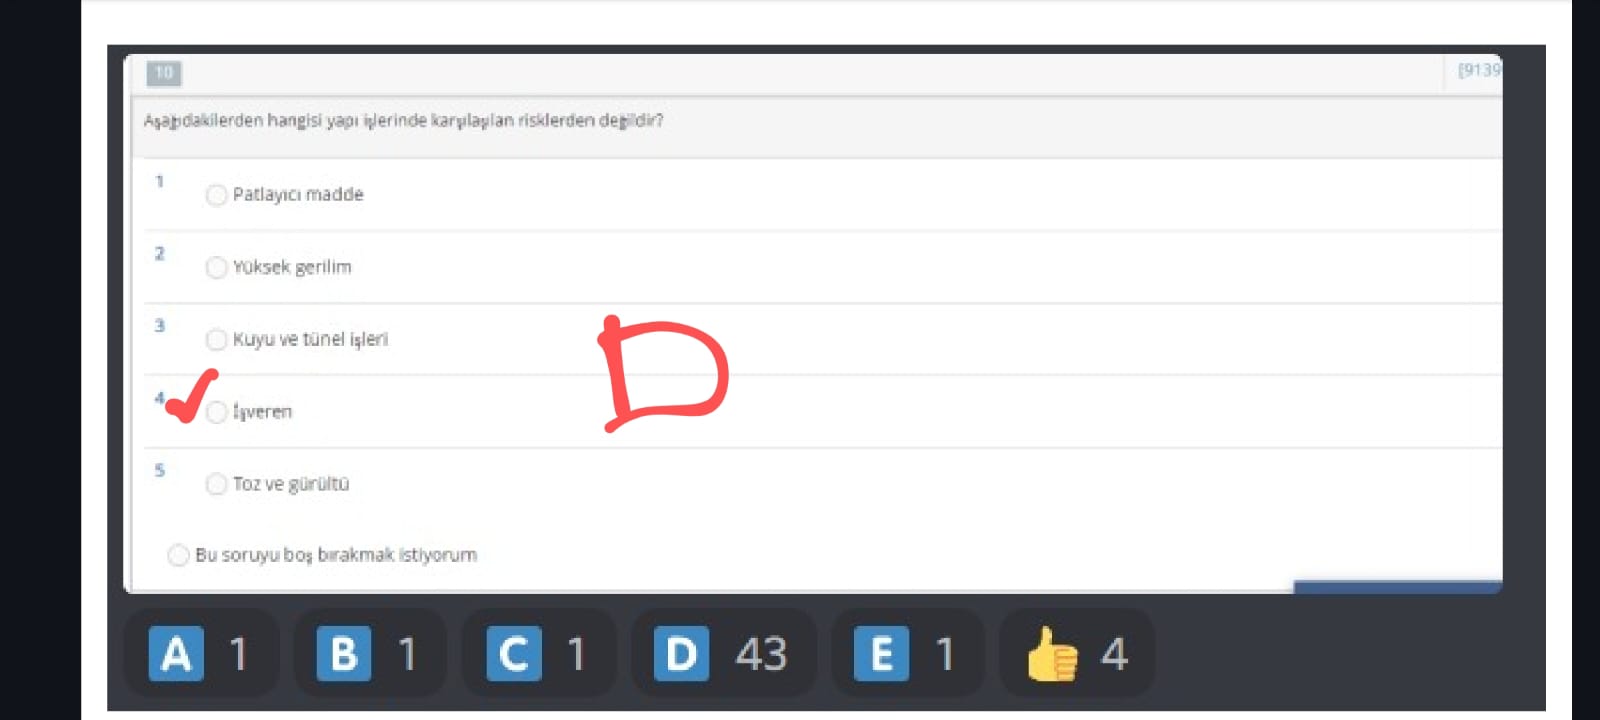 10
[9139
Aşağıdakilerden hangisi yapı işlerinde karşılaşılan risklerden değildir?
1
Patlayıcı madde
2
Yüksek gerilim
3
Kuyu ve tünel işleri
D
4
İşveren
5
Toz ve gürültü
Bu soruyu boş bırakmak istiyorum
A 1 B 1 C 1 D 43 E 1 4